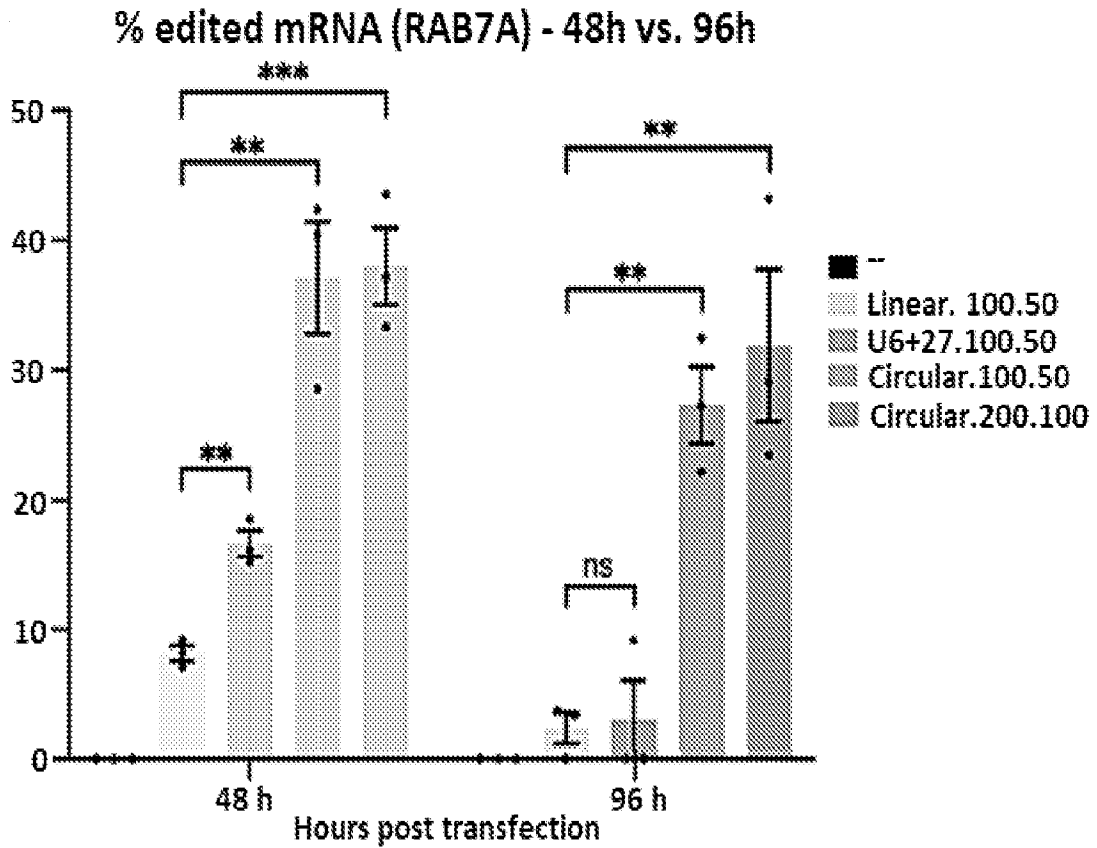 % edited mRNA (RAB7A) - 48h vs. 96h
***
**
**
**
**
ns
50
40
30
20
10
0
48 h
96 h
Hours post transfection
--
Linear. 100.50
U6+27.100.50
Circular.100.50
Circular.200.100